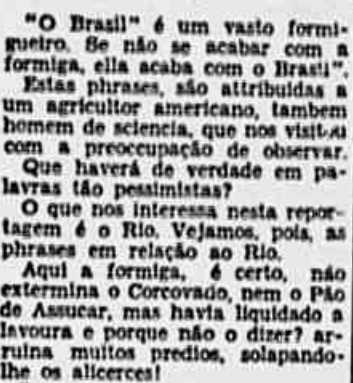 "O Brasil" é um vasto formi-
gueiro. Se não se acabar com a
formiga, ella acaba com o Brasil".
Estas phrases, são attribuidas a
um agricultor americano, tambem
homem de sciencia, que nos visitou
com a preoccupação de observar.
Que haverá de verdade em pa-
lavras tão pessimistas?
O que nos interessa nesta repor-
tagem é o Rio. Vejamos, pois, as
phrases em relação ao Rio.
Aqui a formiga, é certo, não
extermina o Corcovado, nem o Pão
de Assucar, mas havia liquidado a
lavoura e porque não o dizer? ar-
ruina muitos predios, solapando-
lhe os alicerces!